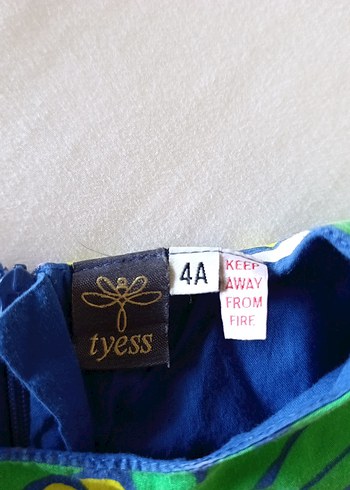 tyess
4A
KEEP
AWAY
FROM
FIRE